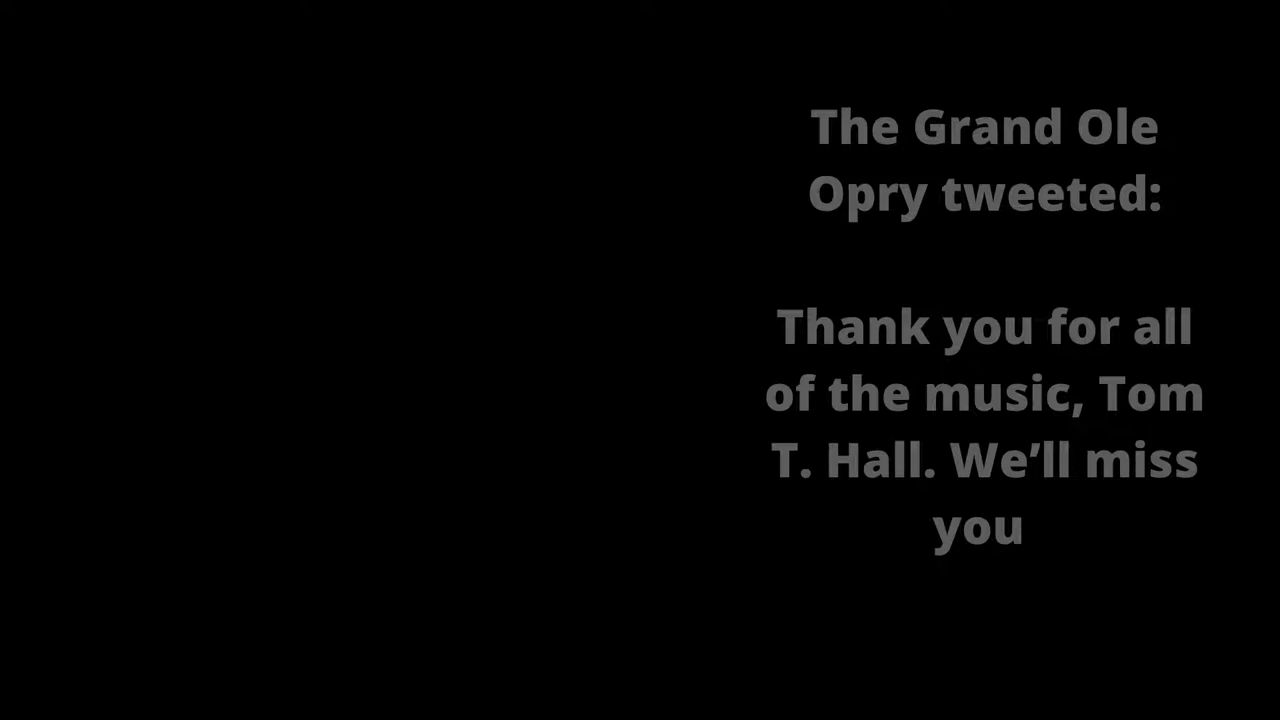 The Grand Ole
Opry tweeted:
Thank you for all
of the music, Tom
T. Hall. We’ll miss
you